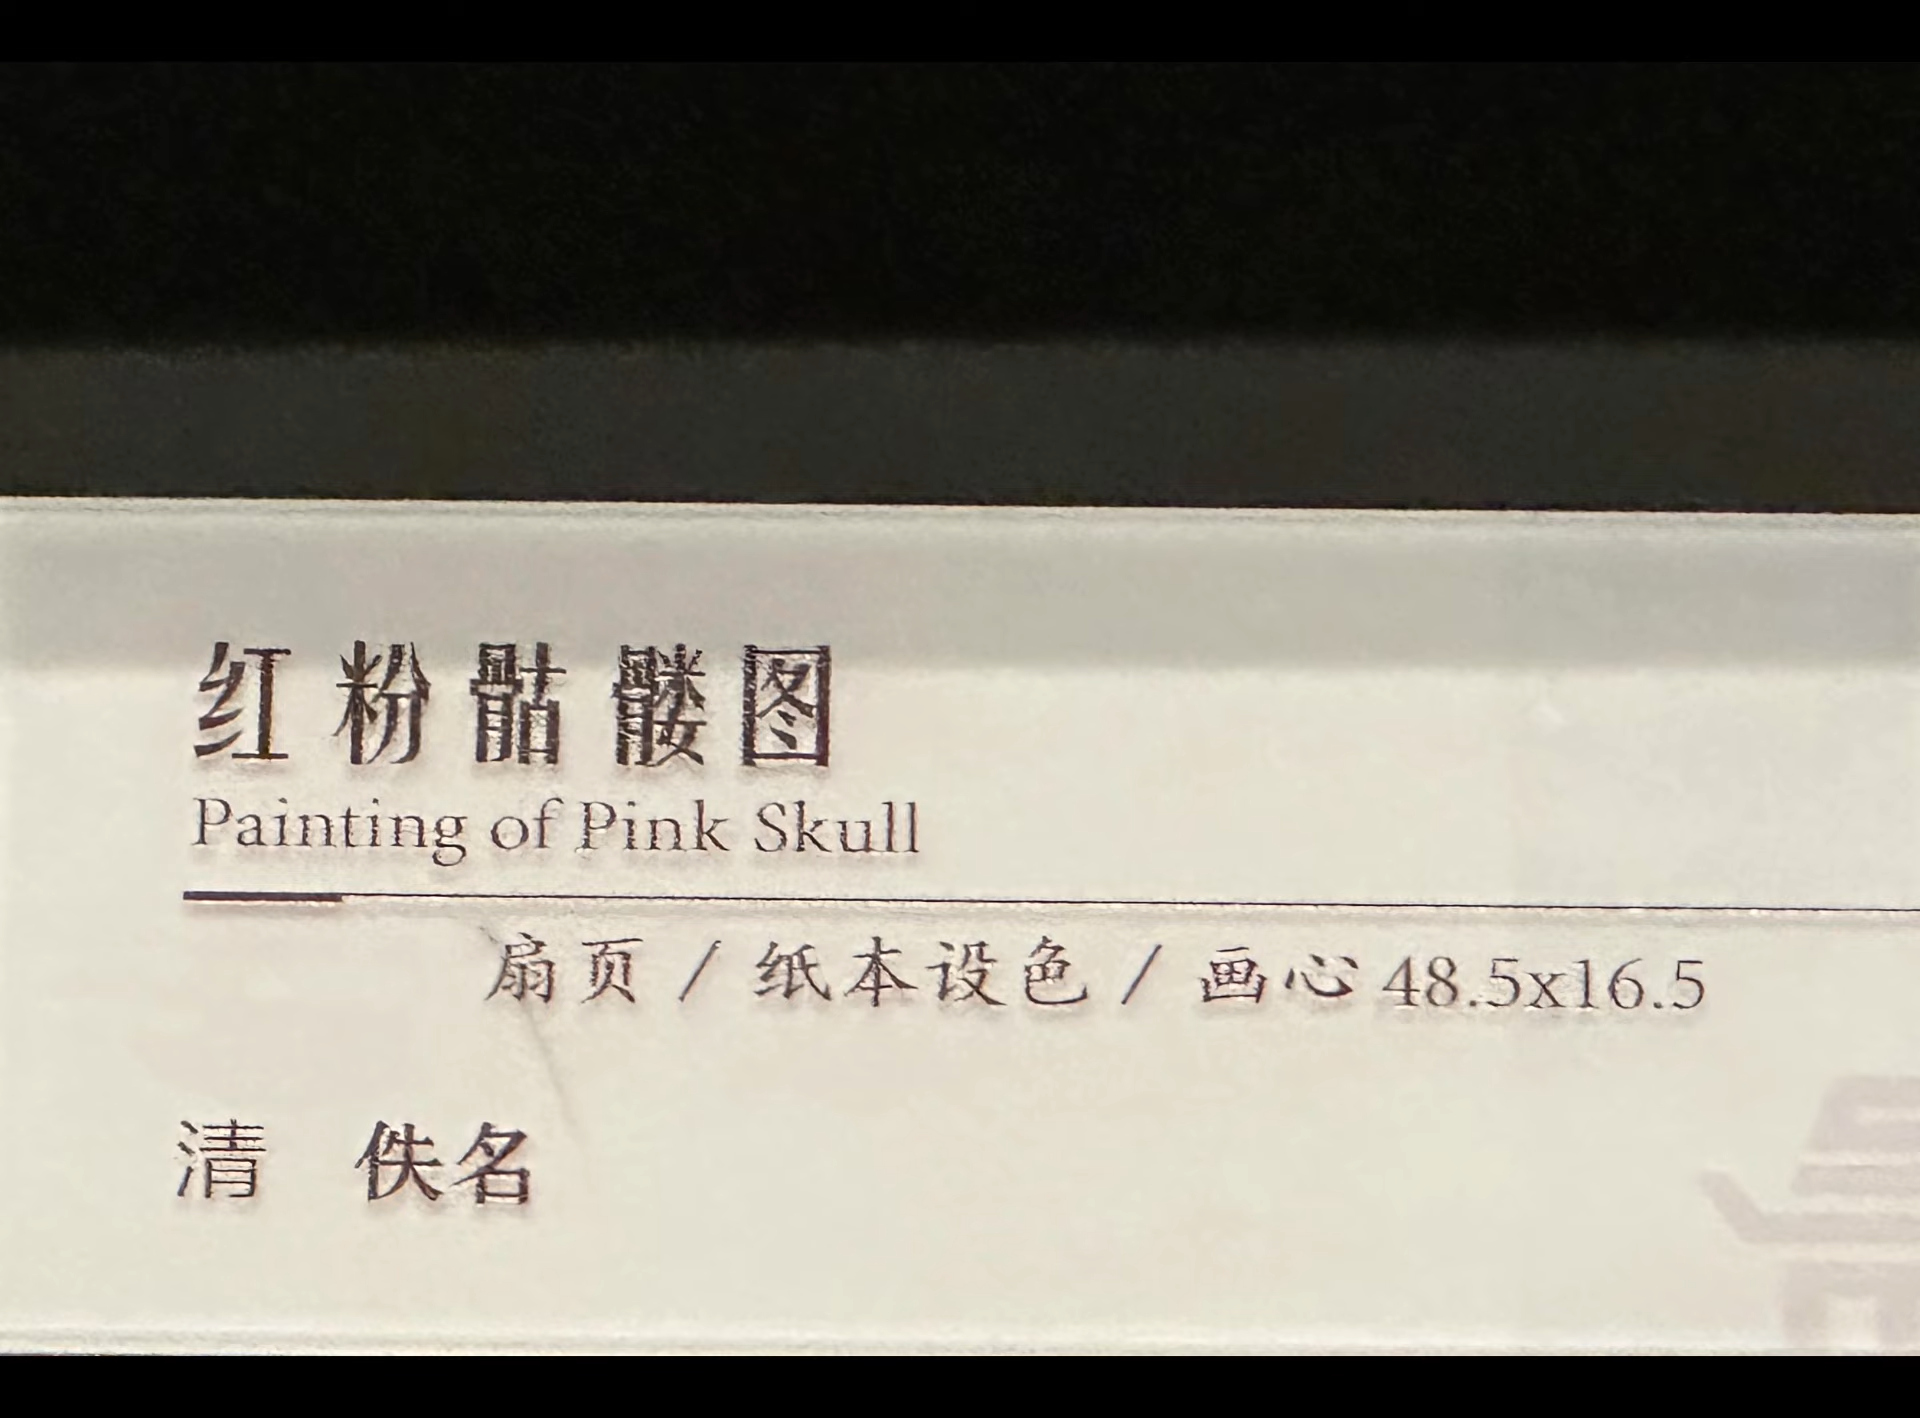 红粉骷髅图
Painting of Pink Skull
扇页 / 纸本设色 / 画心 48.5x16.5
清 佚名